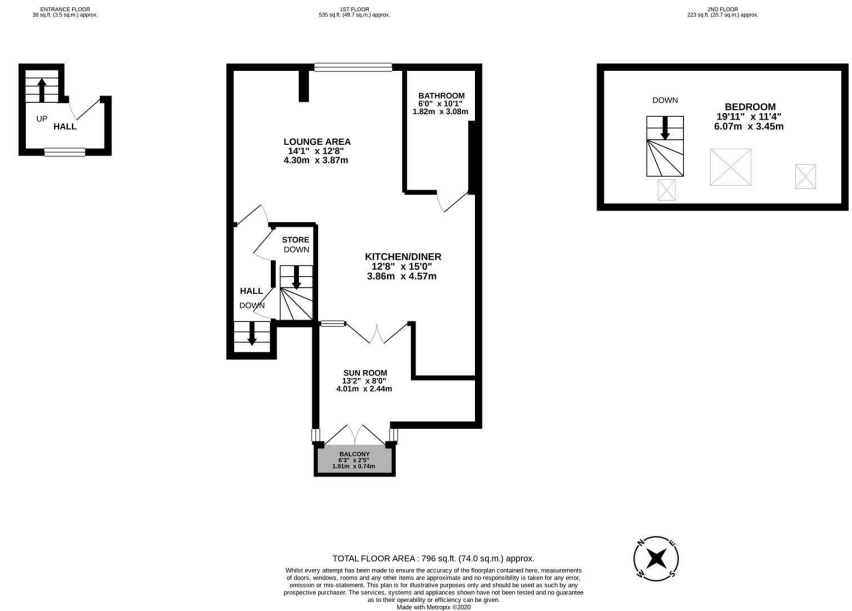 ENTRANCE FLOOR
38 sq.ft. (3.5 sq.m.) approx.
1ST FLOOR
535 sq.ft. (49.7 sq.m.) approx.
2ND FLOOR
223 sq.ft. (20.7 sq.m.) approx.
UP
HALL
BATHROOM
6'0" x 10'1"
1.82m x 3.08m
LOUNGE AREA
14'1" x 12'8"
4.30m x 3.87m
STORE
DOWN
KITCHEN/DINER
12'8" x 15'0"
3.86m x 4.57m
HALL
DOWN
SUN ROOM
13'2" x 8'0"
4.01m x 2.44m
BALCONY
6'3" x 2'5"
1.91m x 0.74m
DOWN
BEDROOM
19'11" x 11'4"
6.07m x 3.45m
N
E
W
S
TOTAL FLOOR AREA : 796 sq.ft. (74.0 sq.m.) approx.
Whilst every attempt has been made to ensure the accuracy of the floorplan contained here, measurements
of doors, windows, rooms and any other items are approximate and no responsibility is taken for any error,
omission or mis-statement. This plan is for illustrative purposes only and should be used as such by any
prospective purchaser. The services, systems and appliances shown have not been tested and no guarantee
as to their operability or efficiency can be given.
Made with Metropix ©2020